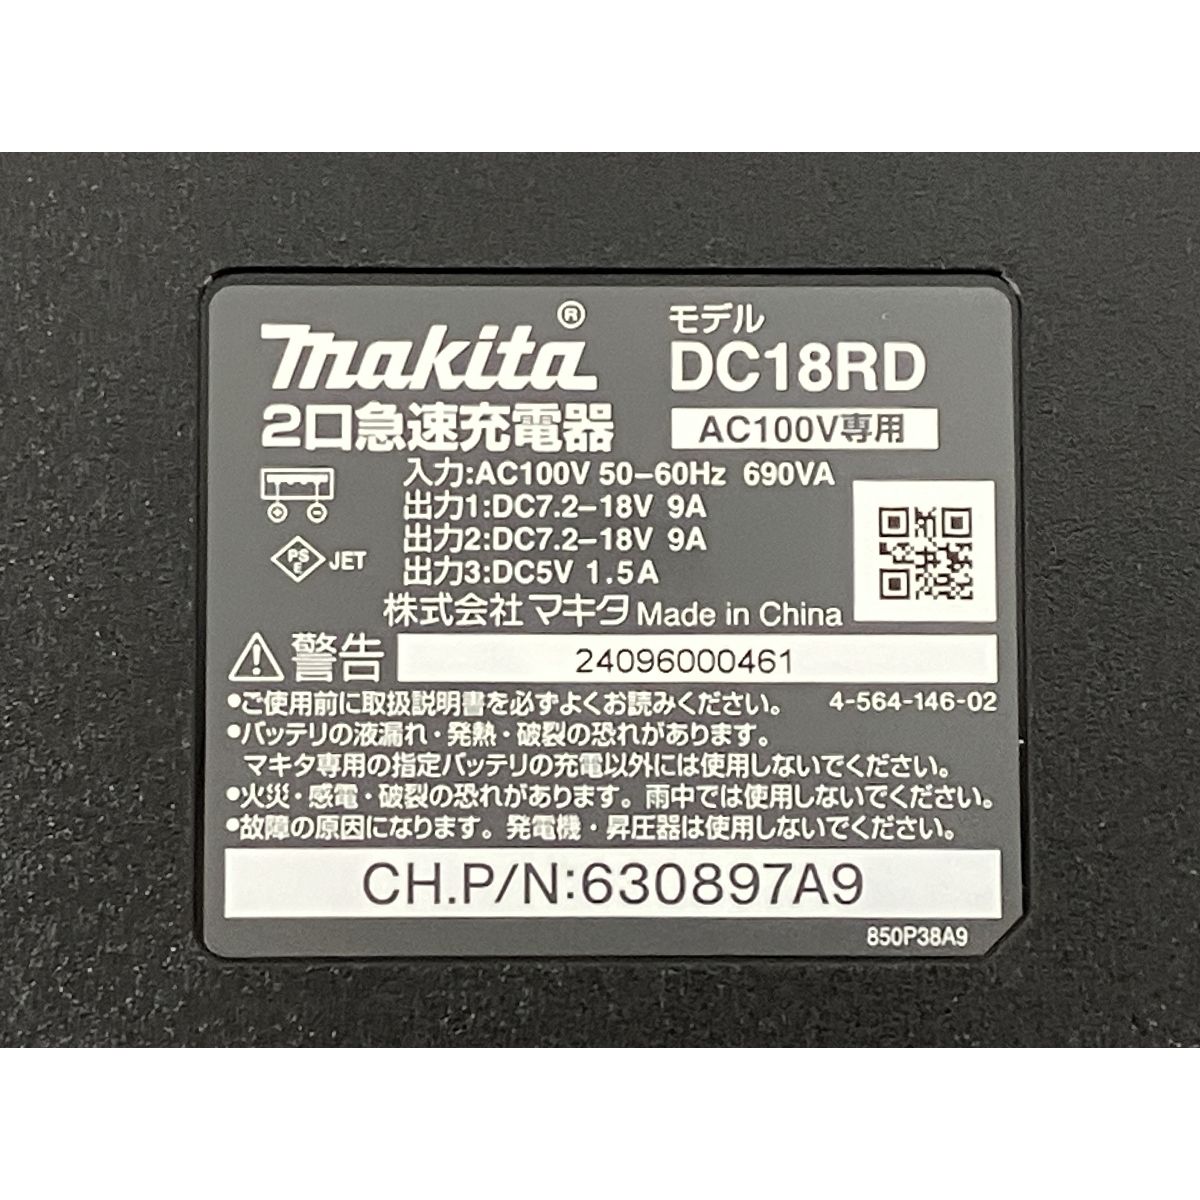 makita®
モデル
DC18RD
2口急速充電器
AC100V専用
入力:AC100V 50-60Hz 690VA
出力1:DC7.2-18V 9A
出力2:DC7.2-18V 9A
出力3:DC5V 1.5A
PS
E
JET
株式会社 マキタ Made in China
警告
24096000461
●ご使用前に取扱説明書を必ずよくお読みください。 4-564-146-02
●バッテリの液漏れ・発熱・破裂の恐れがあります。
マキタ専用の指定バッテリの充電以外には使用しないでください。
●火災・感電・破裂の恐れがあります。雨中では使用しないでください。
●故障の原因になります。発電機・昇圧器は使用しないでください。
CH.P/N:630897A9
850P38A9